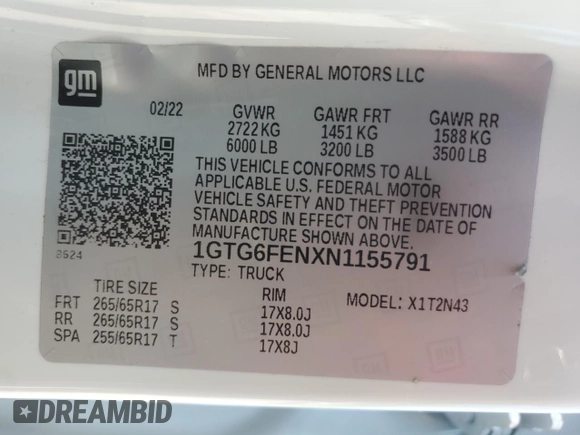 gm
MFD BY GENERAL MOTORS LLC
02/22 GVWR GAWR FRT GAWR RR
2722 KG 1451 KG 1588 KG
6000 LB 3200 LB 3500 LB
THIS VEHICLE CONFORMS TO ALL
APPLICABLE U.S. FEDERAL MOTOR
VEHICLE SAFETY AND THEFT PREVENTION
STANDARDS IN EFFECT ON THE DATE OF
MANUFACTURE SHOWN ABOVE.
2624
1GTG6FENXN1155791
TYPE: TRUCK
TIRE SIZE RIM MODEL: X1T2N43
FRT 265/65R17 S 17X8.0J
RR 265/65R17 S 17X8.0J
SPA 255/65R17 T 17X8J
DREAMBID